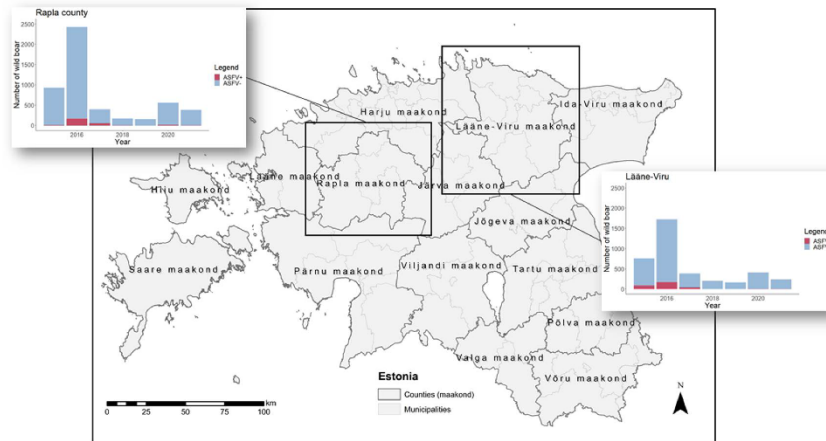 Rapla county
2500
2000
1500
1000
500
0
Number of wild boar
2016
2018
2020
Year
Legend
ASFV+
ASFV-
Harju maakond
Ida-Viru maakond
Lääne-Viru maakond
Lääne maakond
Rapla maakond
Järva maakond
Hiiu maakond
Jõgeva maakond
Saare maakond
Pärnu maakond
Viljandi maakond
Tartu maakond
Põlva maakond
Valga maakond
Võru maakond
Lääne-Viru
2500
2000
1500
1000
500
0
Number of wild boar
2016
2018
2020
Year
Legend
ASFV
ASFV
Estonia
Counties (maakond)
Municipalities
0 25 50 75 100
km
N